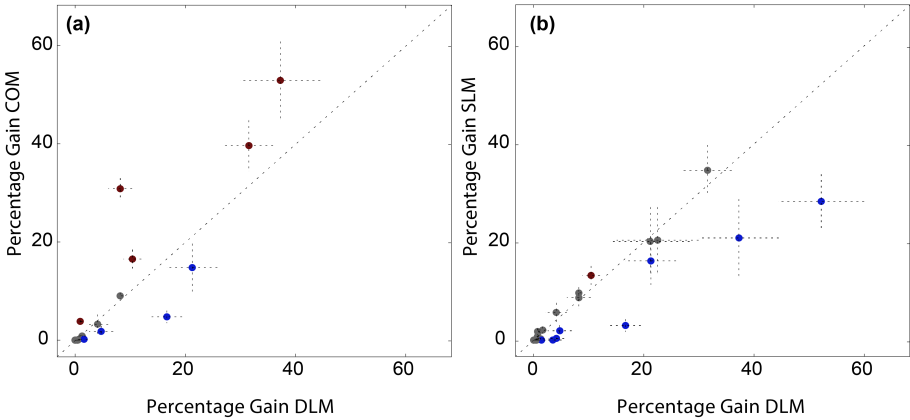 (a)
Percentage Gain COM
60
40
20
0
0 20 40 60
Percentage Gain DLM
(b)
Percentage Gain SLM
60
40
20
0
0 20 40 60
Percentage Gain DLM